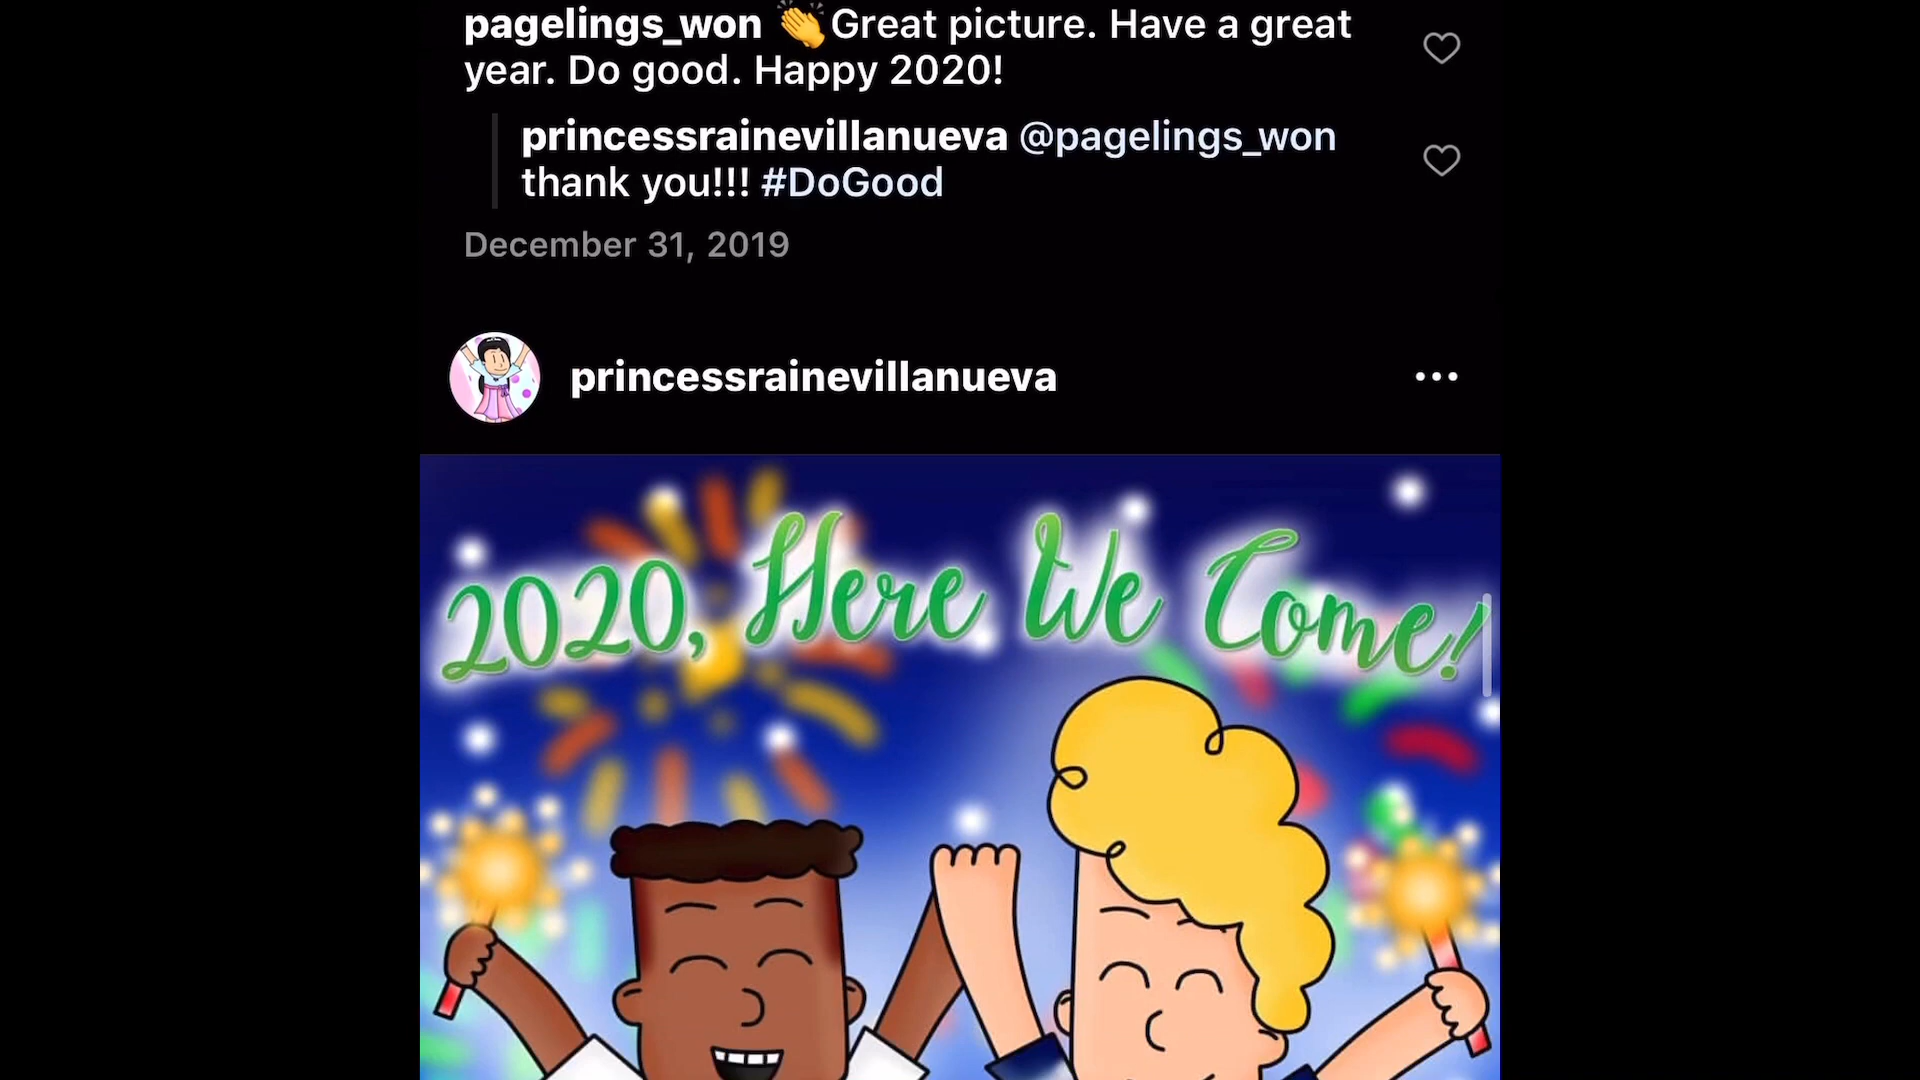 pagelings_won 👏Great picture. Have a great
year. Do good. Happy 2020!
princessrainevillanueva @pagelings_won
thank you!!! #DoGood
December 31, 2019
princessrainevillanueva
2020, Here We Come!